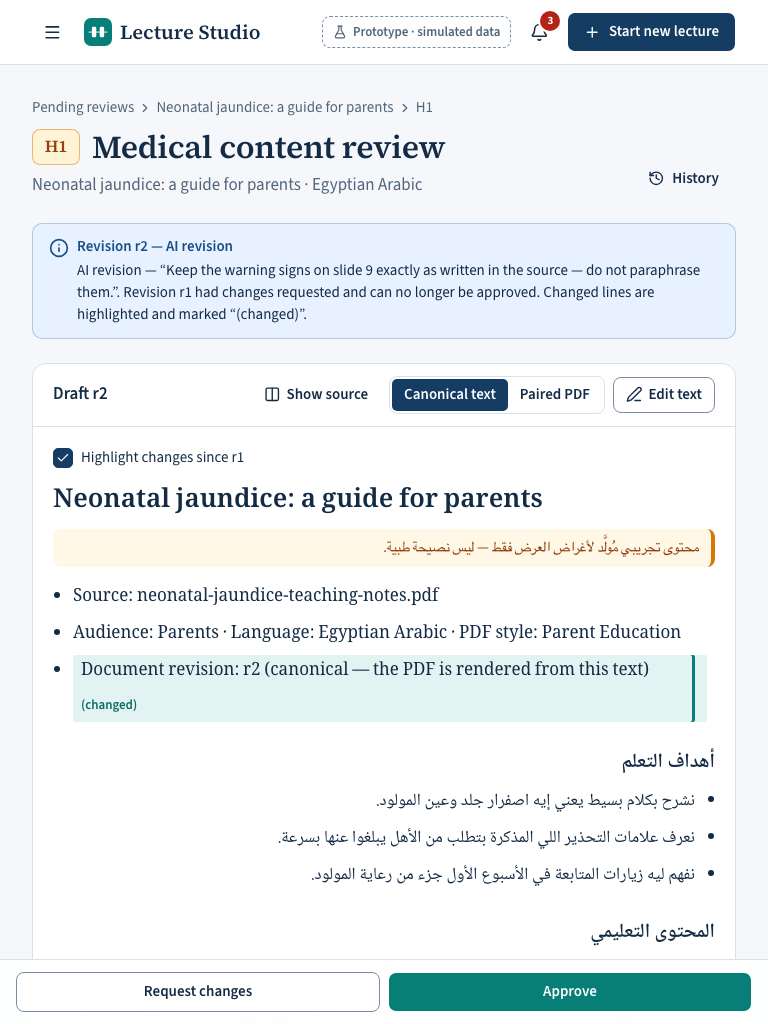 Lecture Studio
Prototype · simulated data
3
Start new lecture
Pending reviews > Neonatal jaundice: a guide for parents > H1
H1
Medical content review
Neonatal jaundice: a guide for parents · Egyptian Arabic
History
Revision r2 — AI revision
AI revision — “Keep the warning signs on slide 9 exactly as written in the source — do not paraphrase
them.”. Revision r1 had changes requested and can no longer be approved. Changed lines are
highlighted and marked “(changed)”.
Draft r2
Show source
Canonical text
Paired PDF
Edit text
Highlight changes since r1
Neonatal jaundice: a guide for parents
محتوى تجريبي مُولَّد لأغراض العرض فقط — ليس نصيحة طبية.
• Source: neonatal-jaundice-teaching-notes.pdf
• Audience: Parents · Language: Egyptian Arabic · PDF style: Parent Education
• Document revision: r2 (canonical — the PDF is rendered from this text)
(changed)
أهداف التعلم
• نشرح بكلام بسيط يعني إيه اصفرار جلد وعين المولود.
• نعرف علامات التحذير اللي المذكرة بتطلب من الأهل يبلغوا عنها بسرعة.
• نفهم ليه زيارات المتابعة في الأسبوع الأول جزء من رعاية المولود.
المحتوى التعليمي
Request changes
Approve